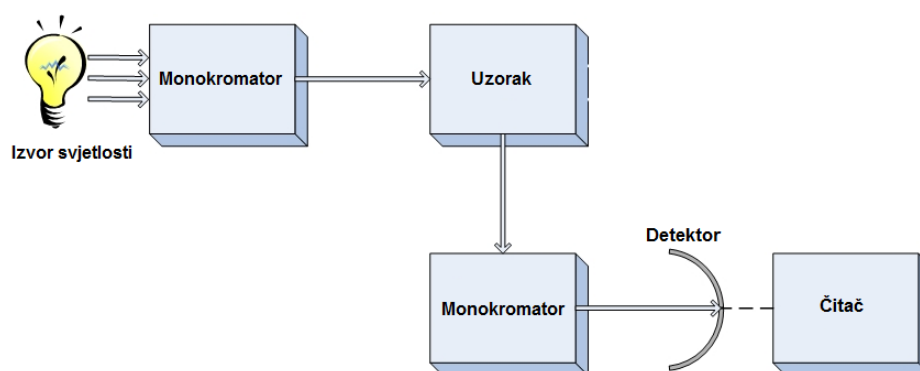 Monokromator
Uzorak
Izvor svjetlosti
Detektor
Monokromator
Čitač